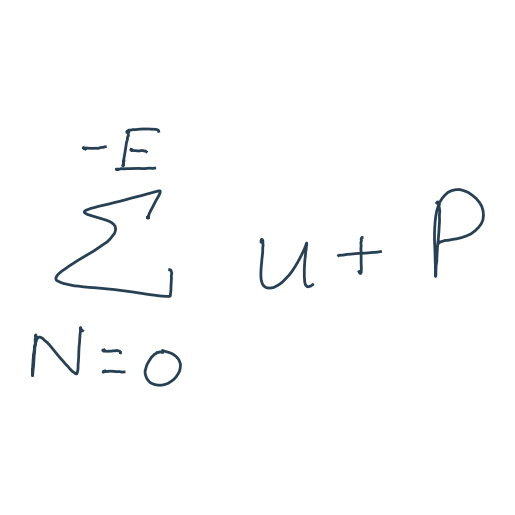 -E
∑ u + P
N = 0